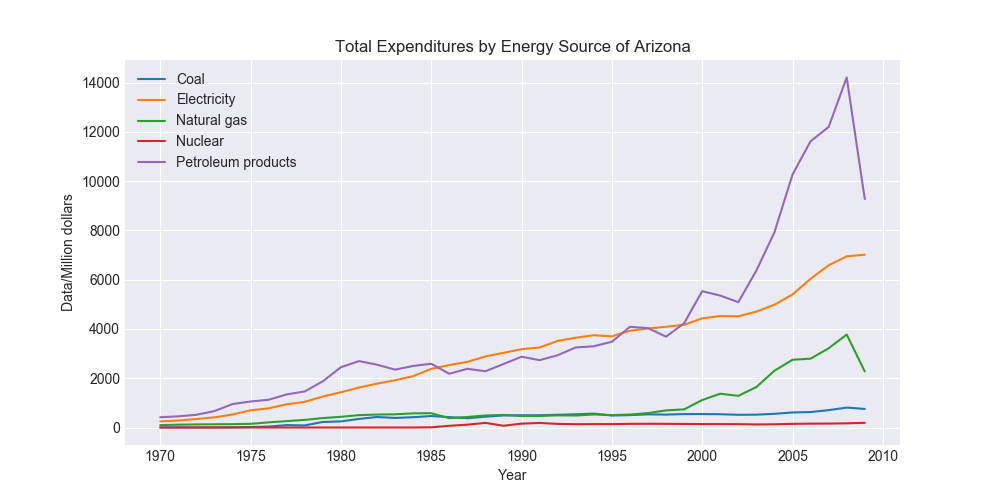 Total Expenditures by Energy Source of Arizona
Data/Million dollars
14000
12000
10000
8000
6000
4000
2000
0
Coal
Electricity
Natural gas
Nuclear
Petroleum products
1970 1975 1980 1985 1990 1995 2000 2005 2010
Year